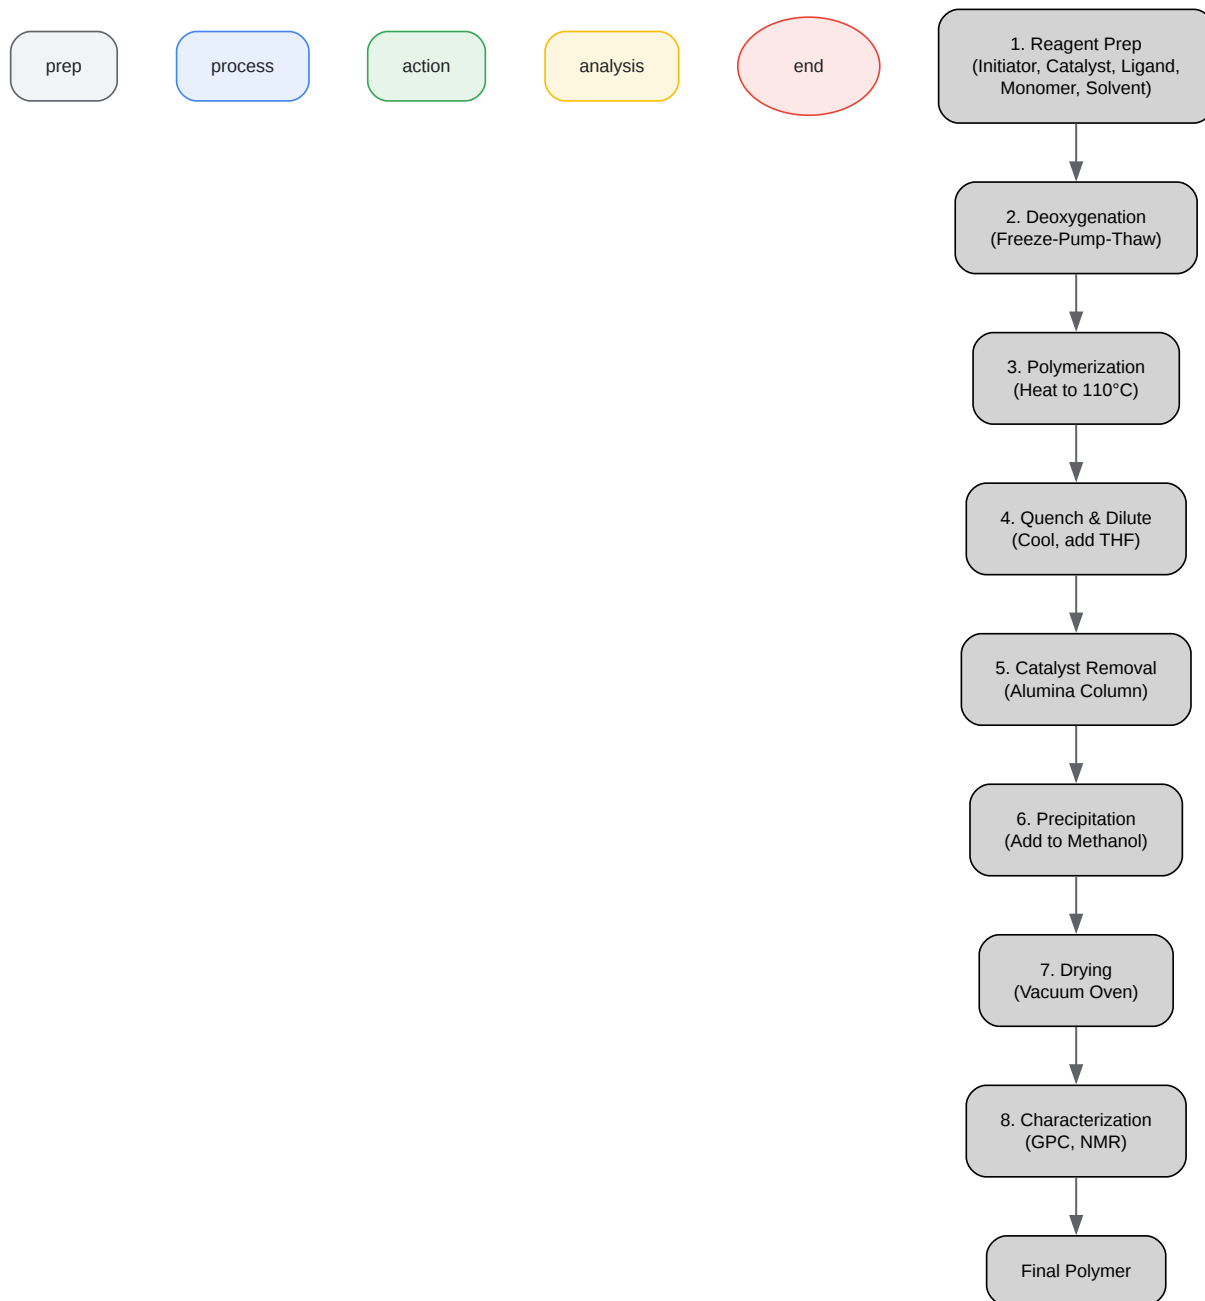 prep
process
action
analysis
end
1. Reagent Prep
(Initiator, Catalyst, Ligand,
Monomer, Solvent)
2. Deoxygenation
(Freeze-Pump-Thaw)
3. Polymerization
(Heat to 110°C)
4. Quench & Dilute
(Cool, add THF)
5. Catalyst Removal
(Alumina Column)
6. Precipitation
(Add to Methanol)
7. Drying
(Vacuum Oven)
8. Characterization
(GPC, NMR)
Final Polymer